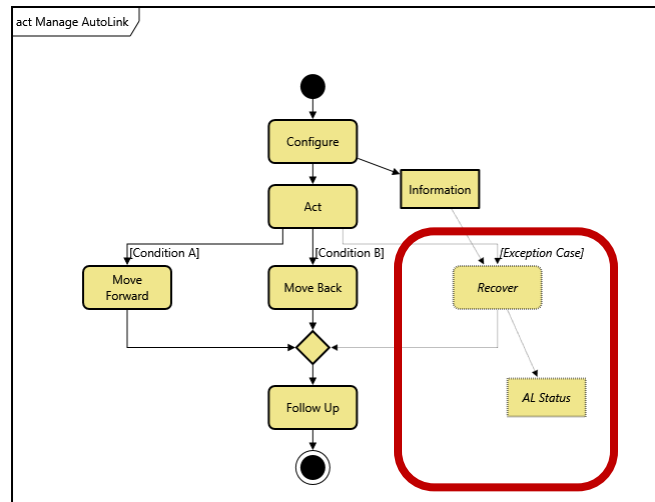 act Manage AutoLink
Configure
Information
Act
[Condition A]
[Condition B]
[Exception Case]
Move
Forward
Move Back
Recover
Follow Up
AL Status